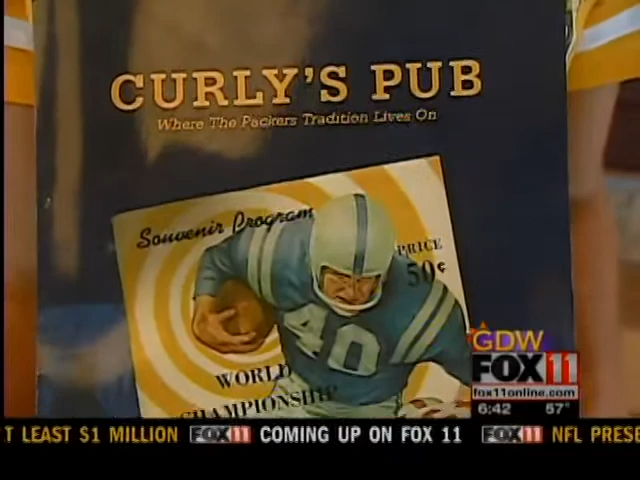 CURLY'S PUB
Where The Packers Tradition Lives On
Souvenir Program
PRICE
50¢
40
WORLD
CHAMPIONSHIP
GDW
FOX 11
fox11online.com
6:42 57°
T LEAST $1 MILLION FOX 11 COMING UP ON FOX 11 FOX 11 NFL PRESE